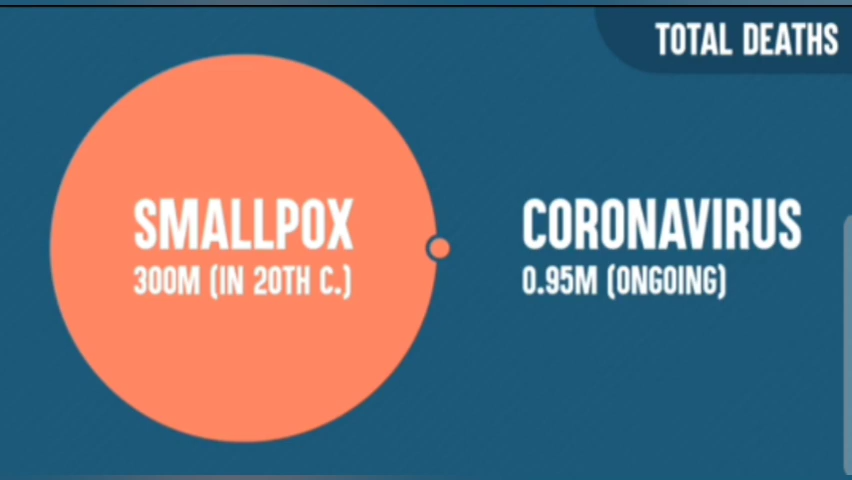 TOTAL DEATHS
SMALLPOX
300M (IN 20TH C.)
CORONAVIRUS
0.95M (ONGOING)